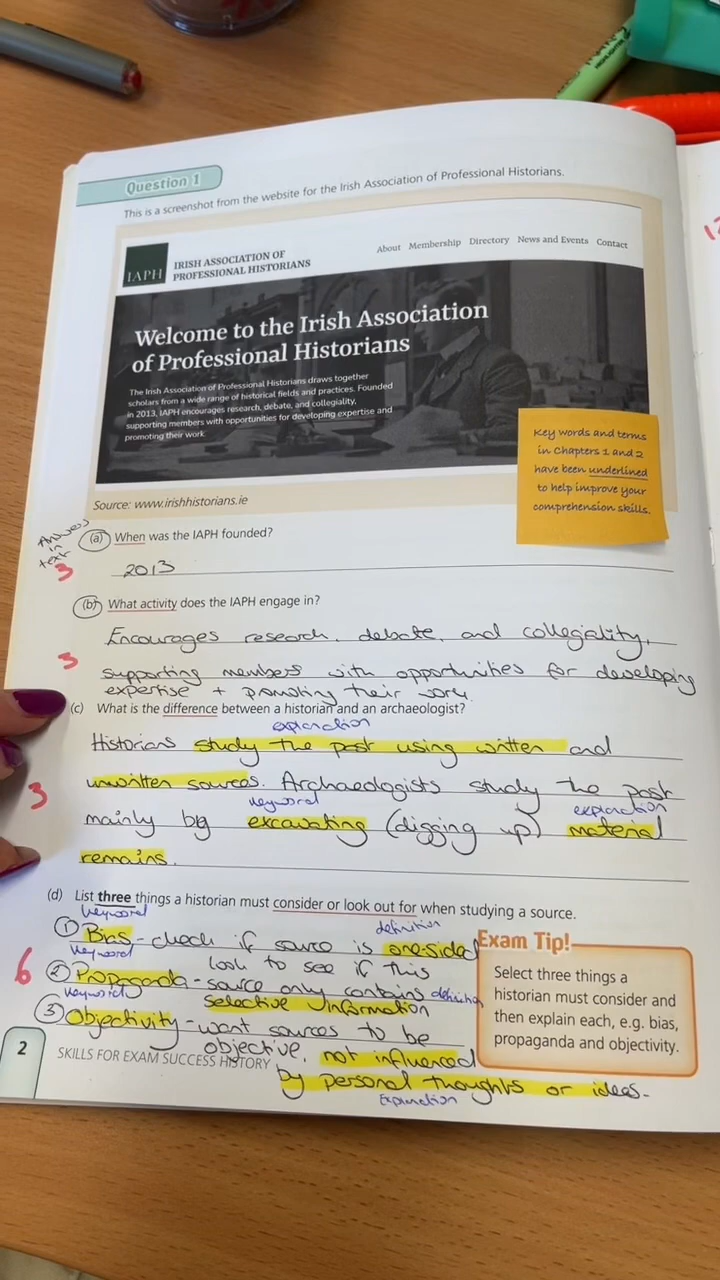 Question 1
This is a screenshot from the website for the Irish Association of Professional Historians.
IAPH
IRISH ASSOCIATION OF
PROFESSIONAL HISTORIANS
About Membership Directory News and Events Contact
Welcome to the Irish Association
of Professional Historians
The Irish Association of Professional Historians draws together
scholars from a wide range of historical fields and practices. Founded
in 2013, IAPH encourages research, debate, and collegiality,
supporting members with opportunities for developing expertise and
promoting their work.
Key words and terms
in Chapters 1 and 2
have been underlined
to help improve your
comprehension skills.
Source: www.irishhistorians.ie
Answers
in
text
(a) When was the IAPH founded?
3
2013
(b) What activity does the IAPH engage in?
Encourages research, debate, and collegiality,
3
supporting members with opportunities for developing
expertise + promoting their work.
(c) What is the difference between a historian and an archaeologist?
explanation
Historians study the past using written and
unwritten sources. Archaeologists study the past
3
keyword explanation
mainly by excavating (digging up) material
remains.
(d) List three things a historian must consider or look out for when studying a source.
keyword definition
① Bias - check if source is one-sided
keyword look to see if this
6
② Propaganda - source only contains definition
keyword selective information
③ Objectivity - want sources to be
objective, not influenced
by personal thoughts or ideas.
Explanation
Exam Tip!
Select three things a
historian must consider and
then explain each, e.g. bias,
propaganda and objectivity.
2
SKILLS FOR EXAM SUCCESS HISTORY